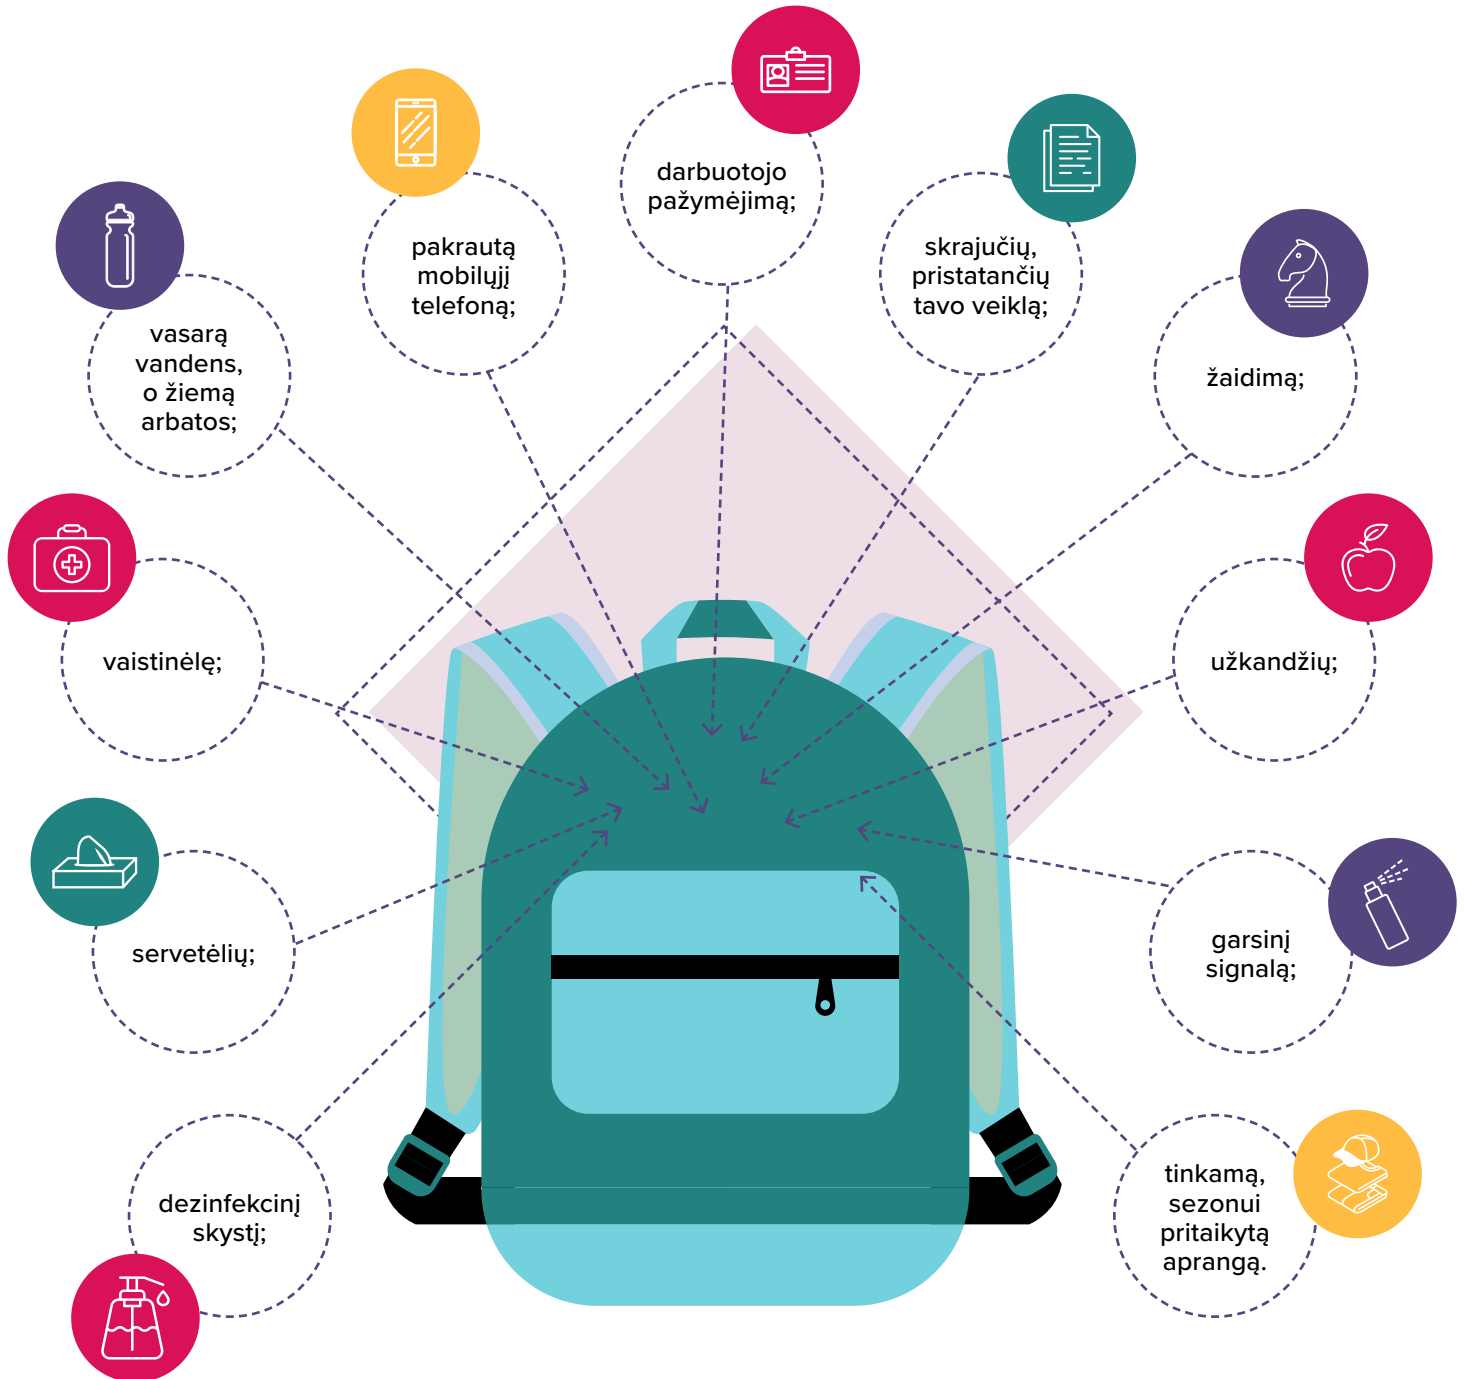 darbuotojo
pažymėjimą;
pakrautą
mobilųjį
telefoną;
skrajučių,
pristatančių
tavo veiklą;
vasarą
vandens,
o žiemą
arbatos;
žaidimą;
vaistinėlę;
užkandžių;
servetėlių;
garsinį
signalą;
dezinfekcinį
skystį;
tinkamą,
sezonui
pritaikytą
aprangą.